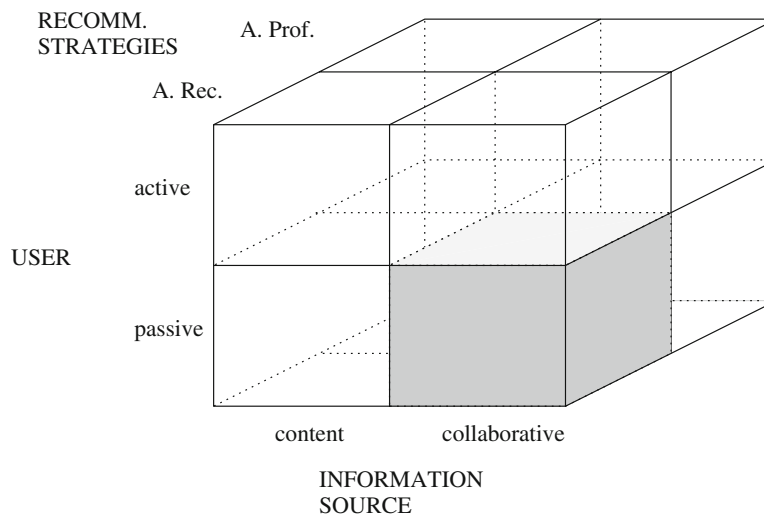 RECOMM.
STRATEGIES
A. Prof.
A. Rec.
active
USER
passive
content
collaborative
INFORMATION
SOURCE